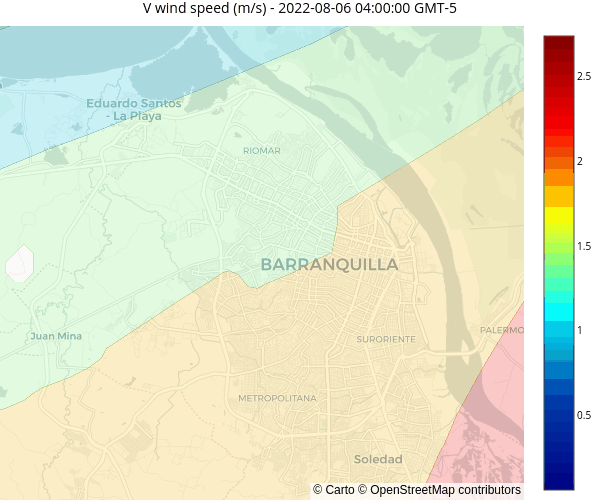 V wind speed (m/s) - 2022-08-06 04:00:00 GMT-5
2.5
Eduardo Santos
- La Playa
RIOMAR
2
BARRANQUILLA
1.5
Juan Mina
SURORIENTE
PALERMO
1
METROPOLITANA
0.5
Soledad
© Carto © OpenStreetMap contributors